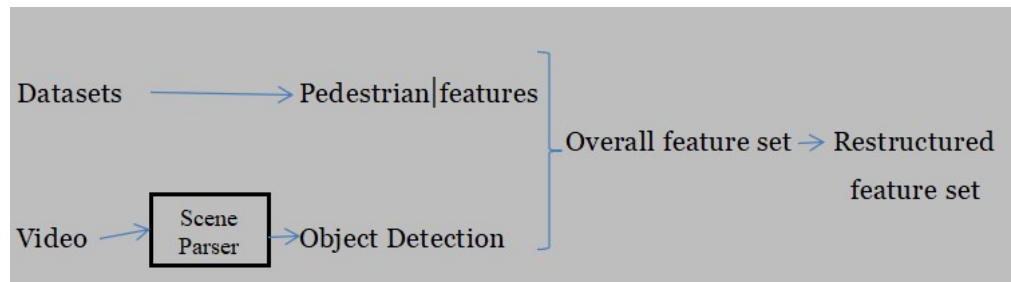 Datasets
Pedestrian features
Overall feature set
Restructured
feature set
Video
Scene
Parser
Object Detection